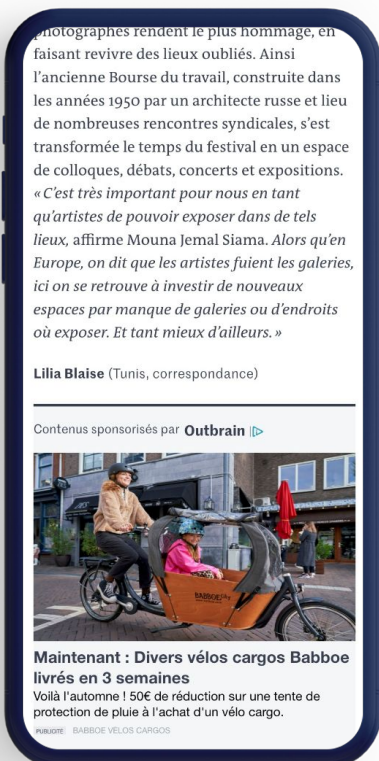 photographes rendent le plus hommage, en
faisant revivre des lieux oubliés. Ainsi
l’ancienne Bourse du travail, construite dans
les années 1950 par un architecte russe et lieu
de nombreuses rencontres syndicales, s’est
transformée le temps du festival en un espace
de colloques, débats, concerts et expositions.
« C’est très important pour nous en tant
qu’artistes de pouvoir exposer dans de tels
lieux, affirme Mouna Jemal Siama. Alors qu’en
Europe, on dit que les artistes fuient les galeries,
ici on se retrouve à investir de nouveaux
espaces par manque de galeries ou d’endroits
où exposer. Et tant mieux d’ailleurs. »
Lilia Blaise (Tunis, correspondance)
Contenus sponsorisés par Outbrain
BABBOE
Maintenant : Divers vélos cargos Babboe
livrés en 3 semaines
Voilà l'automne ! 50€ de réduction sur une tente de
protection de pluie à l'achat d'un vélo cargo.
PUBLICITÉ BABBOE VELOS CARGOS